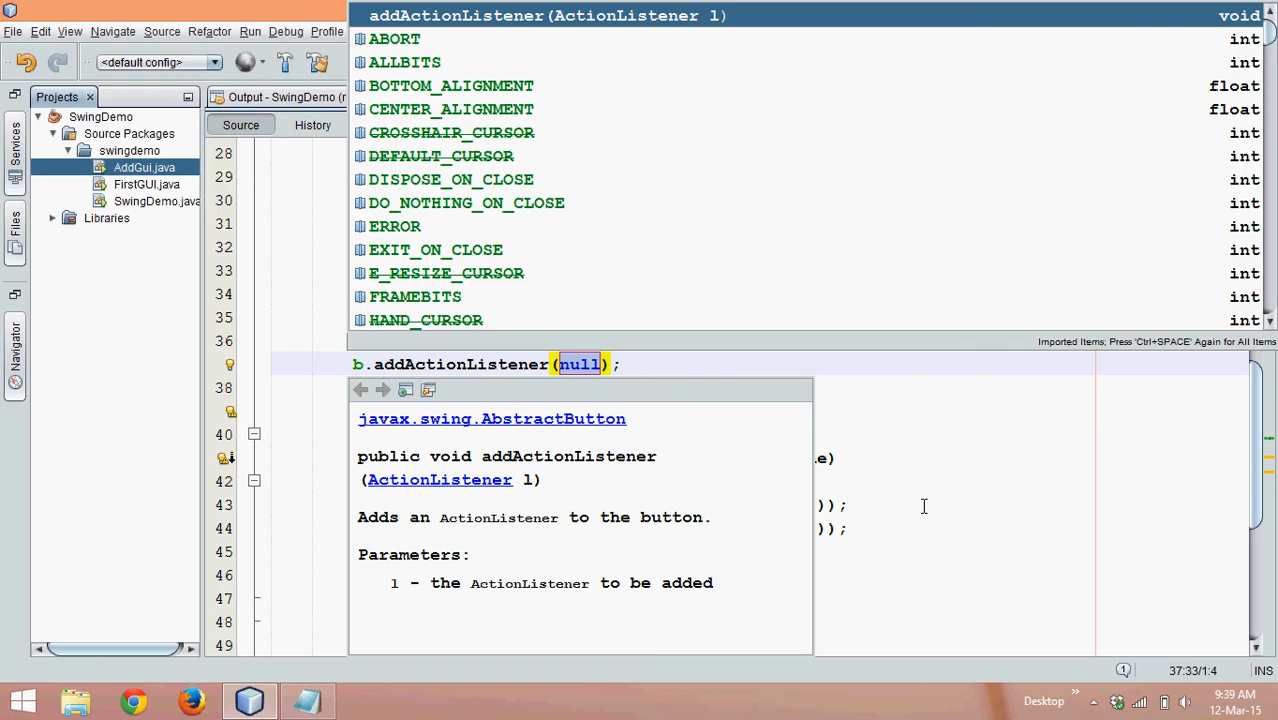 addActionListener(ActionListener l) void
File Edit View Navigate Source Refactor Run Debug Profile
ABORT int
ALLBITS int
<default config>
BOTTOM_ALIGNMENT float
Projects Output - SwingDemo (r
CENTER_ALIGNMENT float
SwingDemo
Source History
CROSSHAIR_CURSOR int
Source Packages
swingdemo
DEFAULT_CURSOR int
AddGui.java
DISPOSE_ON_CLOSE int
FirstGUI.java
SwingDemo.java
DO_NOTHING_ON_CLOSE int
Libraries
ERROR int
EXIT_ON_CLOSE int
E_RESIZE_CURSOR int
FRAMEBITS int
HAND_CURSOR int
Services
Files
Navigator
28
29
30
31
32
33
34
35
36
Imported Items; Press 'Ctrl+SPACE' Again for All Items
b.addActionListener(null);
38
40
42
43
44
45
46
47
48
49
javax.swing.AbstractButton
public void addActionListener
(ActionListener l)
Adds an ActionListener to the button.
Parameters:
l - the ActionListener to be added
e)
));
));
1 37:33/1:4 INS
Desktop
9:39 AM
12-Mar-15